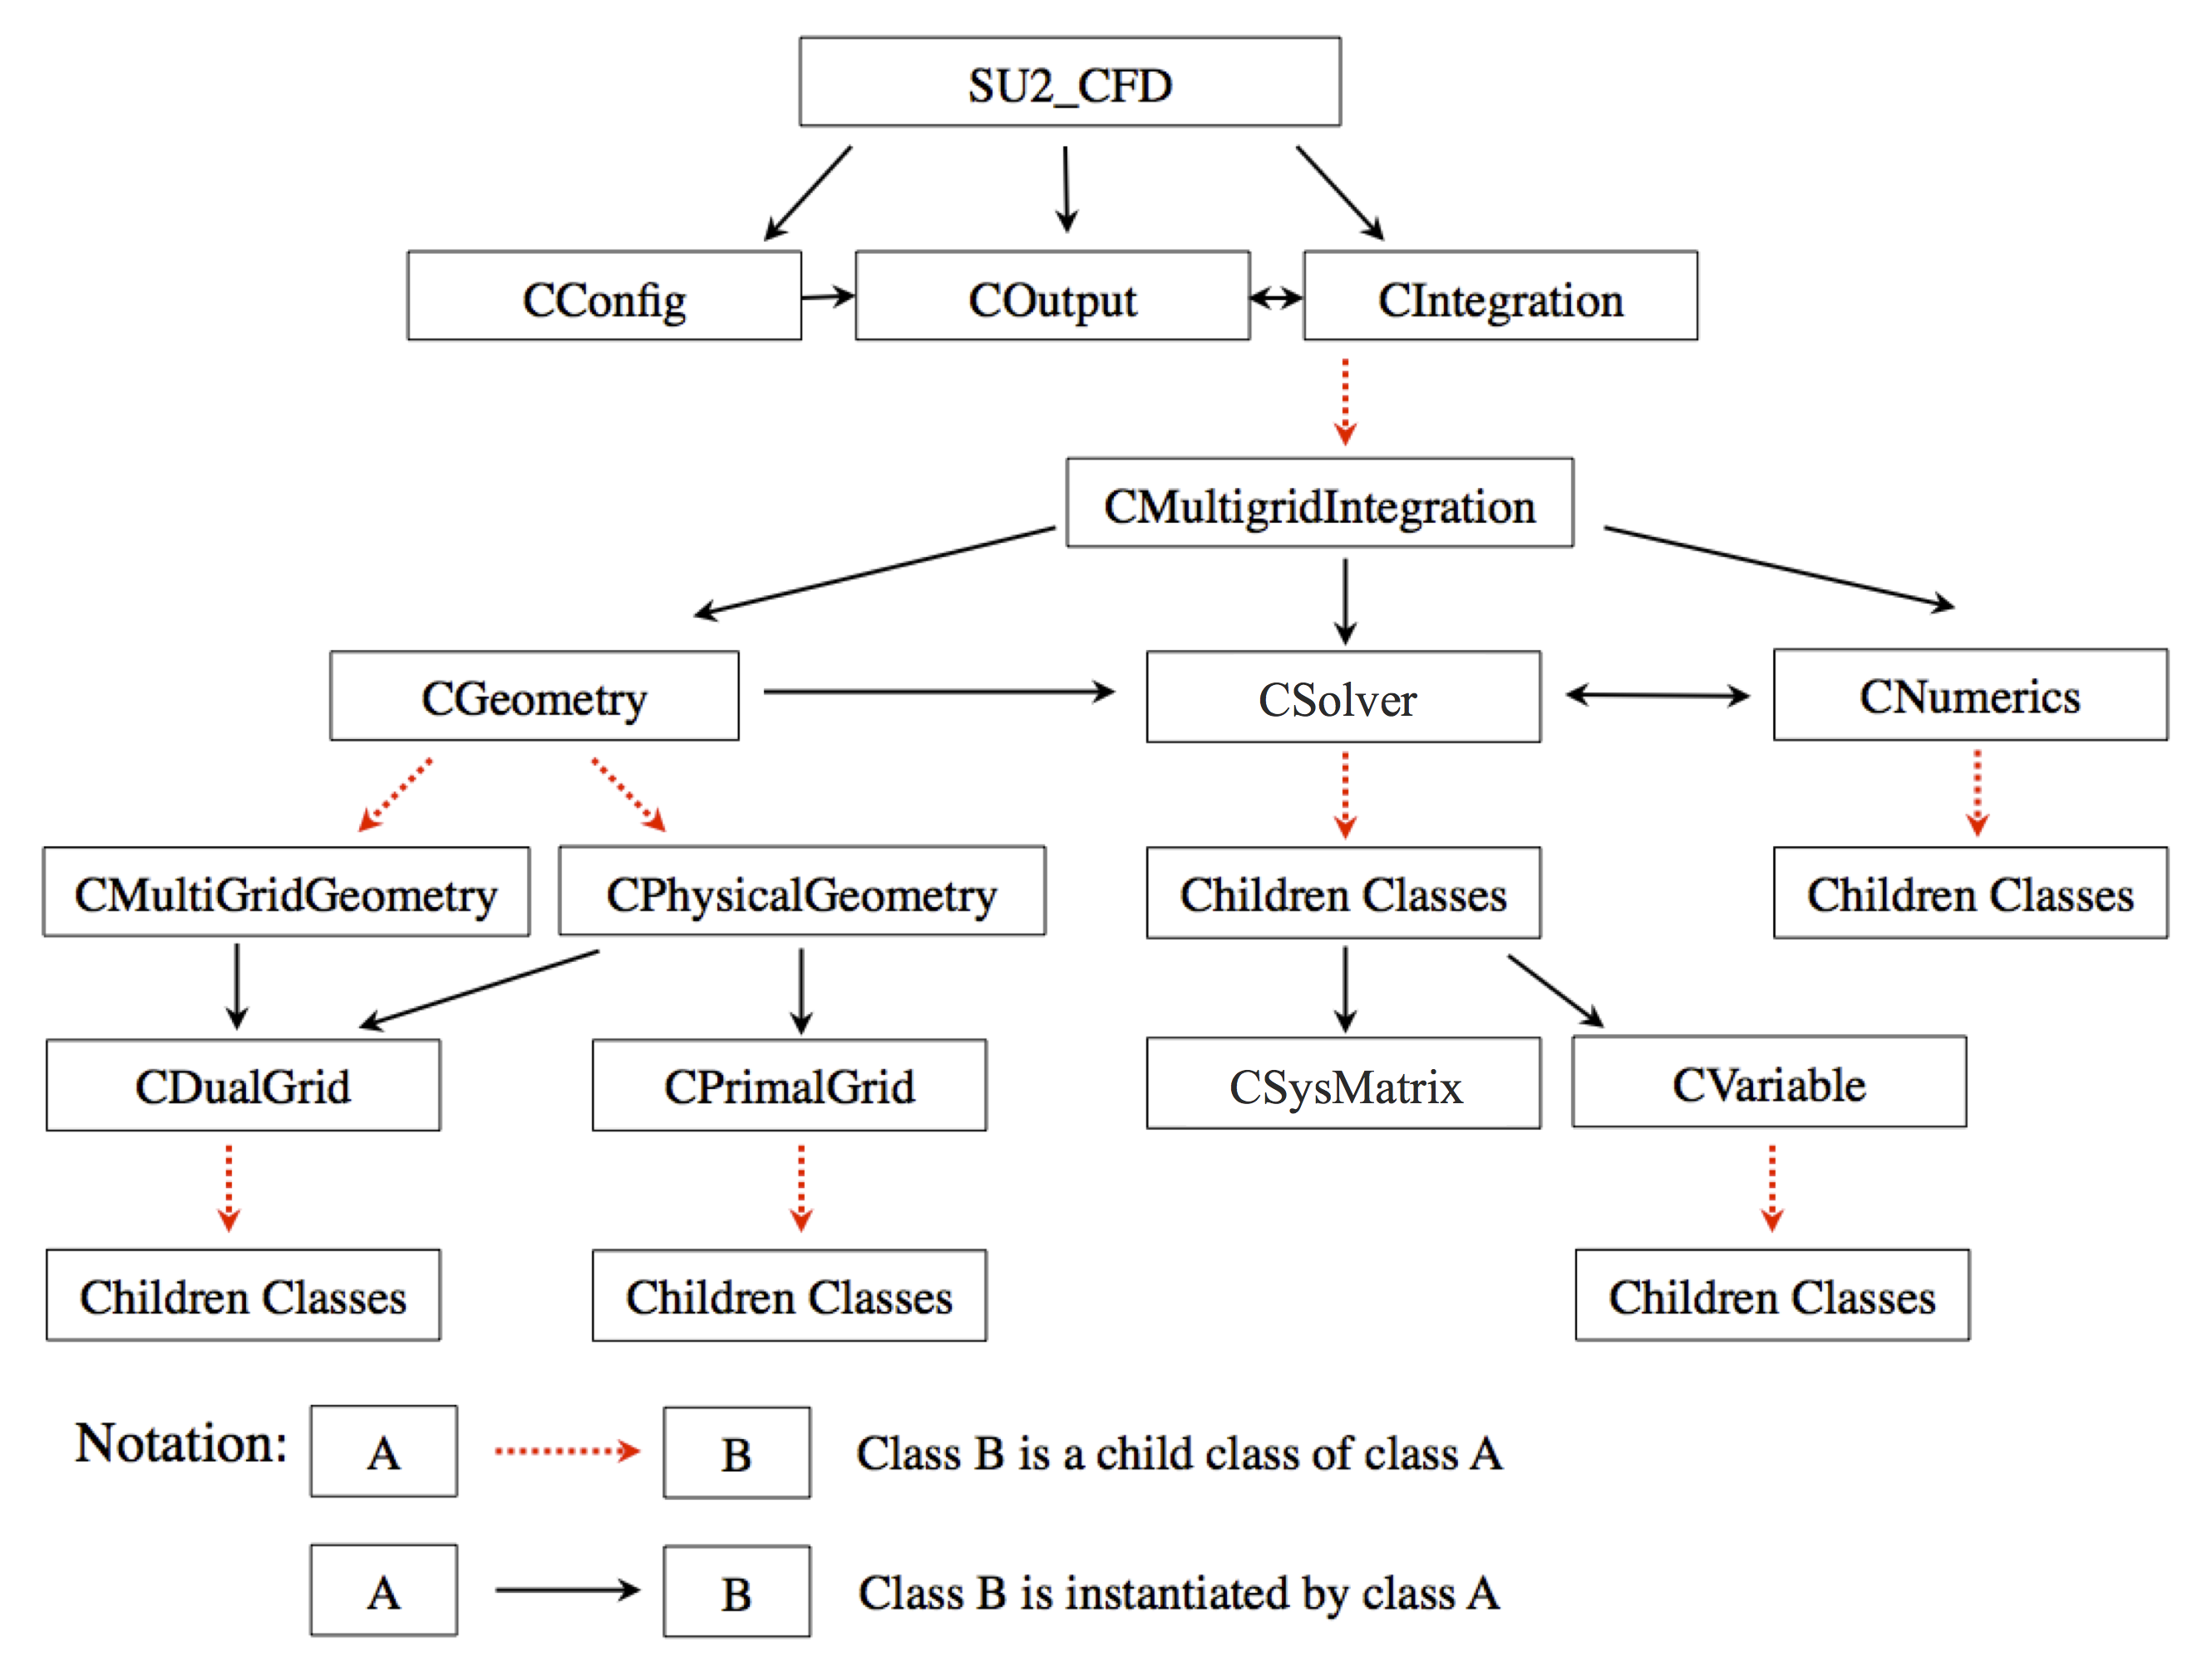 SU2_CFD
CConfig
COutput
CIntegration
CMultigridIntegration
CGeometry
CSolver
CNumerics
CMultiGridGeometry
CPhysicalGeometry
Children Classes
Children Classes
CDualGrid
CPrimalGrid
CSysMatrix
CVariable
Children Classes
Children Classes
Children Classes
Notation:
A
B
Class B is a child class of class A
A
B
Class B is instantiated by class A